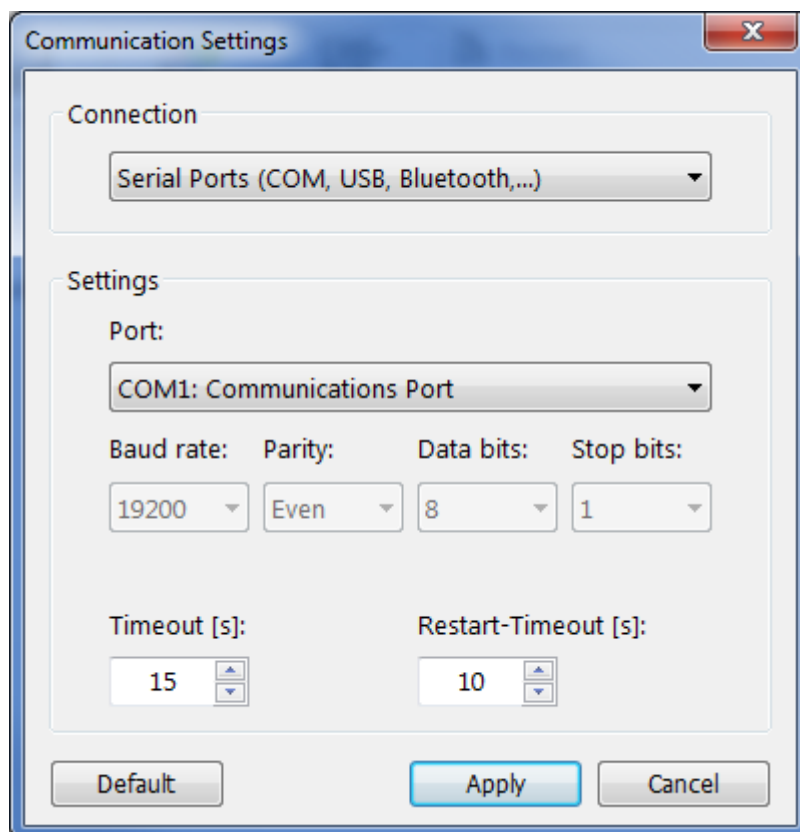 Communication Settings
Connection
Serial Ports (COM, USB, Bluetooth,...)
Settings
Port:
COM1: Communications Port
Baud rate: Parity: Data bits: Stop bits:
19200 Even 8 1
Timeout [s]: Restart-Timeout [s]:
15 10
Default Apply Cancel